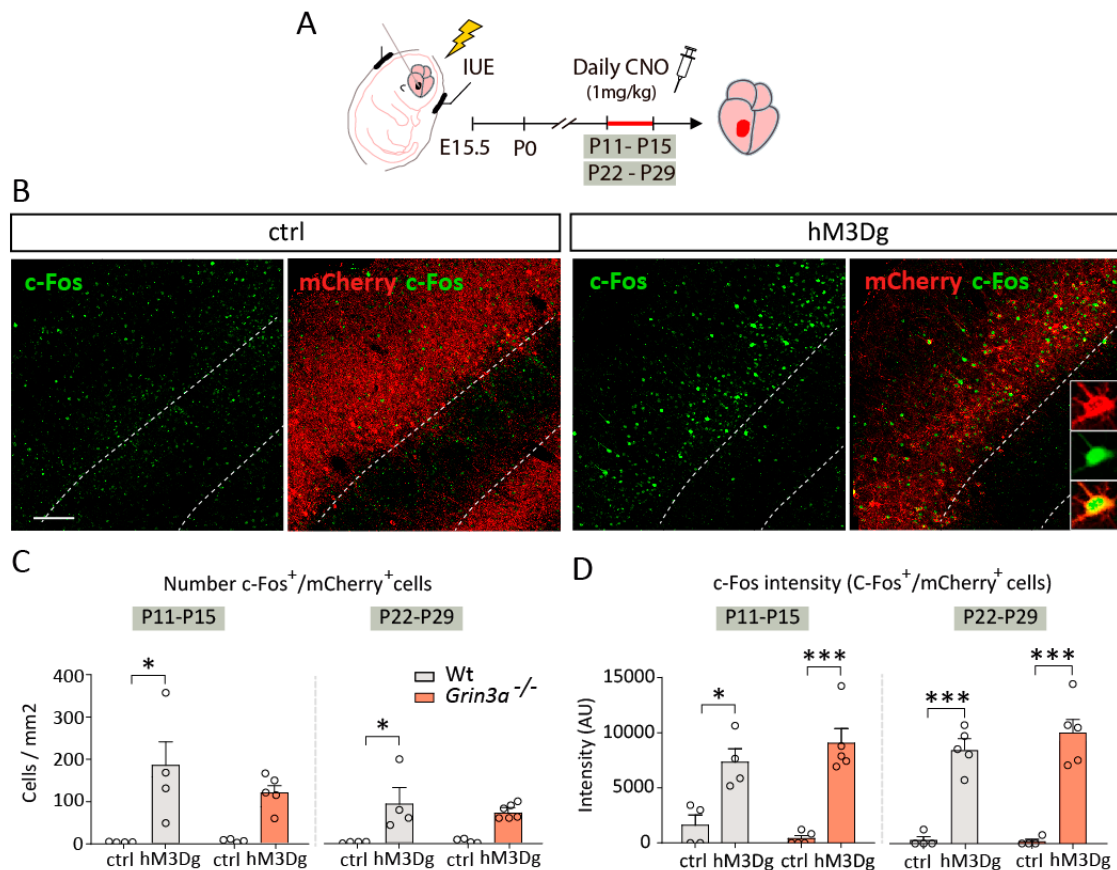 A
IUE
Daily CNO
(1mg/kg)
E15.5
P0
P11- P15
P22 - P29
B
ctrl
hM3Dg
c-Fos
mCherry c-Fos
c-Fos
mCherry c-Fos
C
Number c-Fos+/mCherry+cells
P11-P15
P22-P29
Cells / mm2
400
300
200
100
0
*
*
Wt
Grin3a -/-
ctrl hM3Dg
ctrl hM3Dg
ctrl hM3Dg
ctrl hM3Dg
D
c-Fos intensity (C-Fos+/mCherry+ cells)
P11-P15
P22-P29
Intensity (AU)
15000
10000
5000
0
*
***
***
***
ctrl hM3Dg
ctrl hM3Dg
ctrl hM3Dg
ctrl hM3Dg